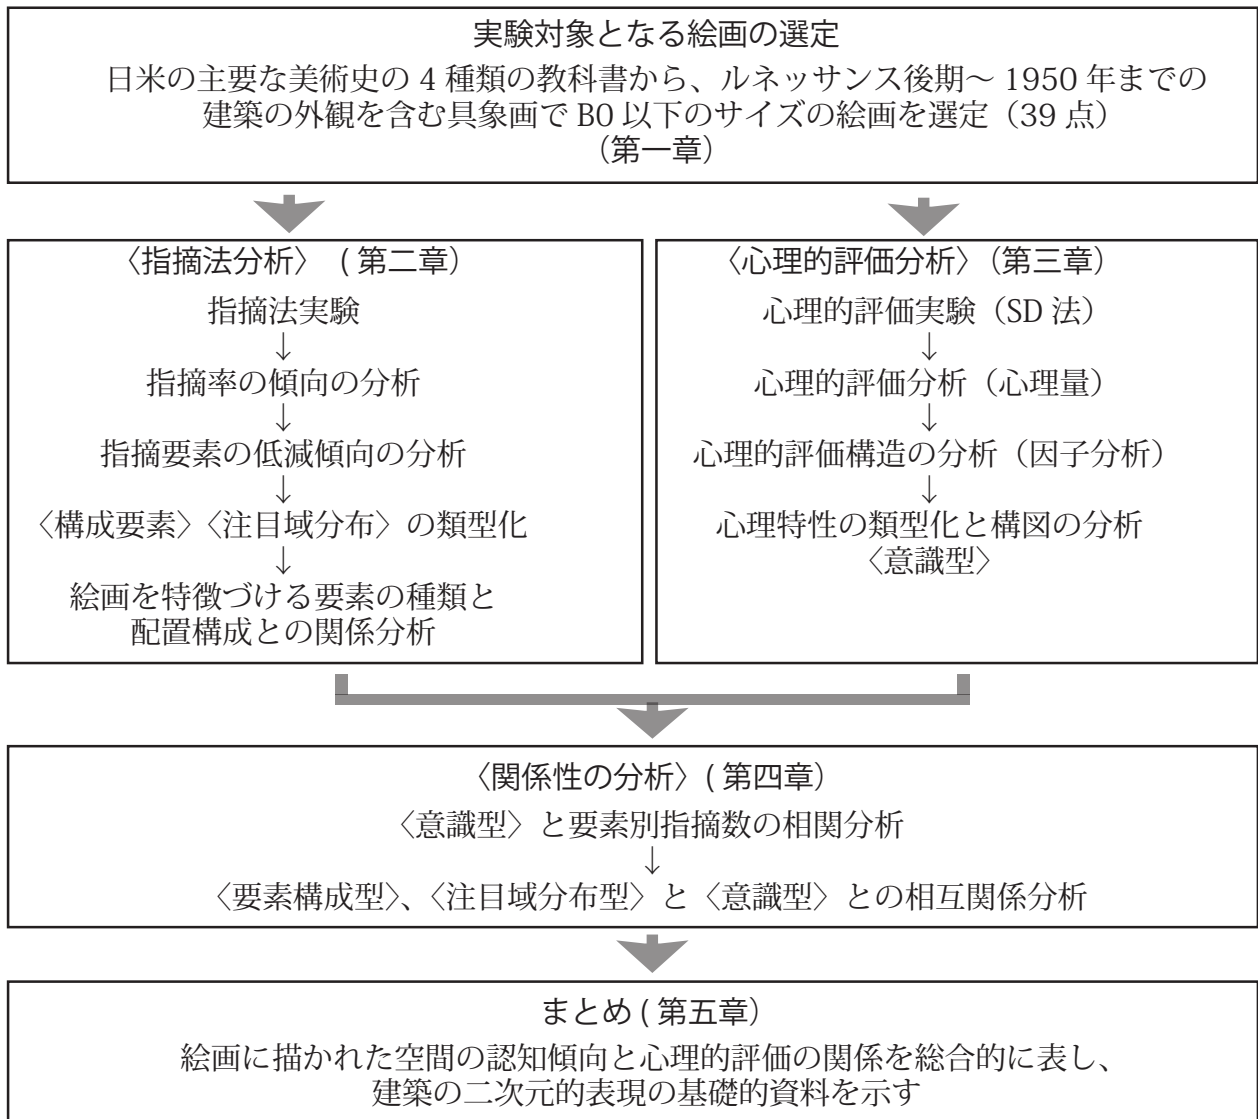 実験対象となる絵画の選定
日米の主要な美術史の 4 種類の教科書から、ルネッサンス後期～ 1950 年までの
建築の外観を含む具象画で B0 以下のサイズの絵画を選定（39 点）
（第一章）
〈指摘法分析〉 ( 第二章）
指摘法実験
↓
指摘率の傾向の分析
↓
指摘要素の低減傾向の分析
↓
〈構成要素〉〈注目域分布〉の類型化
↓
絵画を特徴づける要素の種類と
配置構成との関係分析
〈心理的評価分析〉（第三章）
心理的評価実験（SD 法）
↓
心理的評価分析（心理量）
↓
心理的評価構造の分析（因子分析）
↓
心理特性の類型化と構図の分析
〈意識型〉
〈関係性の分析〉( 第四章）
〈意識型〉と要素別指摘数の相関分析
↓
〈要素構成型〉、〈注目域分布型〉と〈意識型〉との相互関係分析
まとめ ( 第五章）
絵画に描かれた空間の認知傾向と心理的評価の関係を総合的に表し、
建築の二次元的表現の基礎的資料を示す